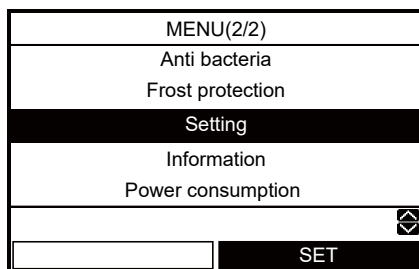 MENU(2/2)
Anti bacteria
Frost protection
Setting
Information
Power consumption
SET